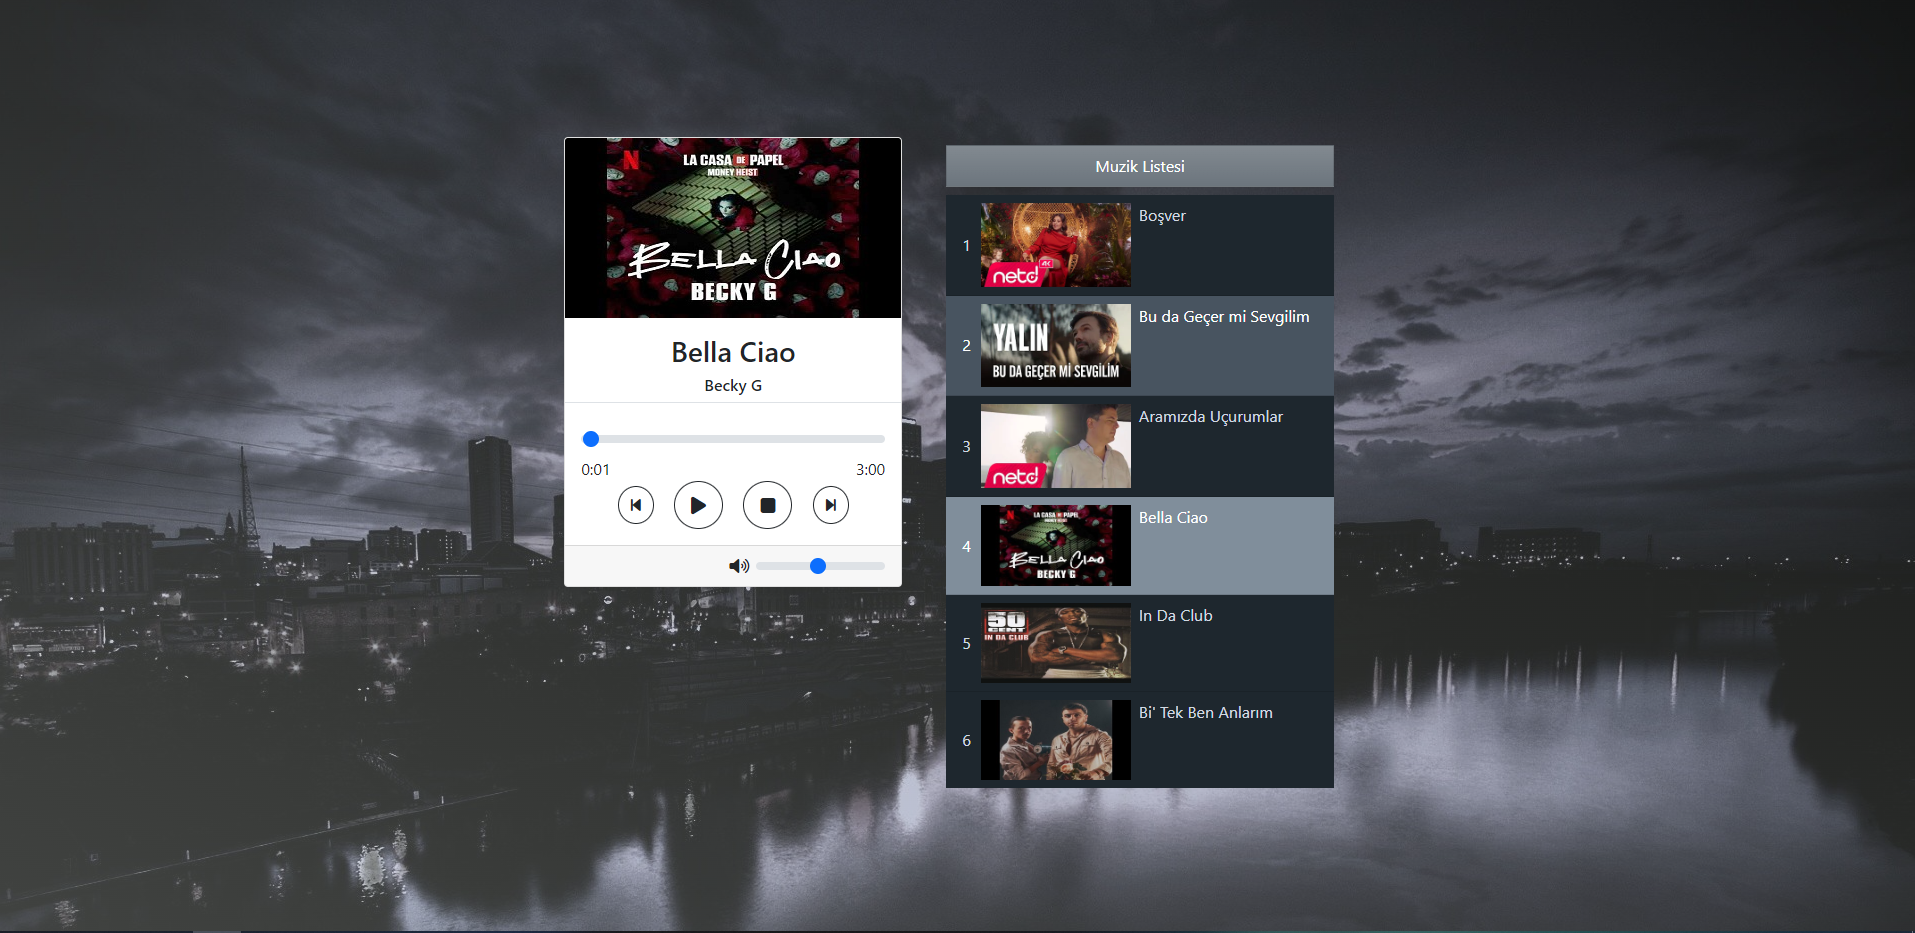 N
LA CASA DE PAPEL
MONEY HEIST
BELLA CIAO
BECKY G
Bella Ciao
Becky G
0:01
3:00
Muzik Listesi
1
Boşver
netd
4K
2
Bu da Geçer mi Sevgilim
YALIN
BU DA GEÇER Mİ SEVGİLİM
3
Aramızda Uçurumlar
netd
4
Bella Ciao
N
LA CASA DE PAPEL
MONEY HEIST
BELLA CIAO
BECKY G
5
In Da Club
50
CENT
IN DA CLUB
6
Bi' Tek Ben Anlarım